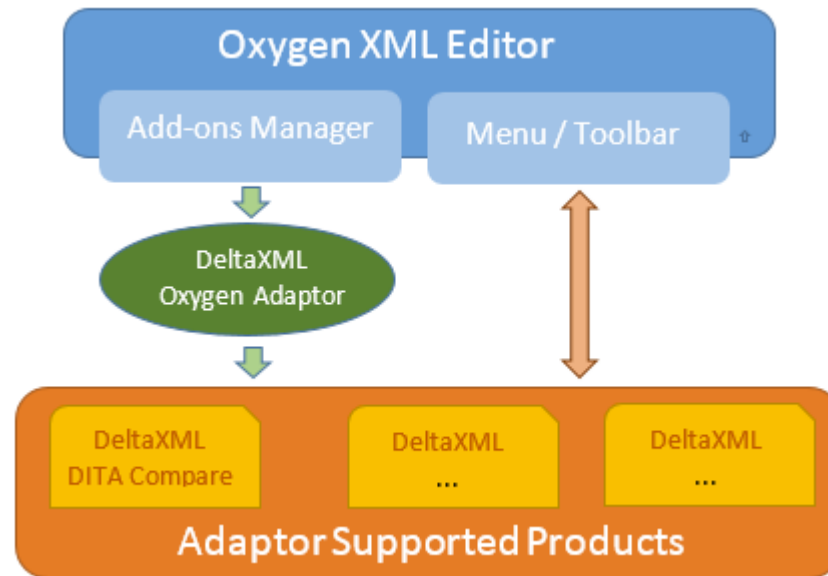 Oxygen XML Editor
Add-ons Manager
Menu / Toolbar
DeltaXML
Oxygen Adaptor
DeltaXML
DITA Compare
DeltaXML
...
DeltaXML
...
Adaptor Supported Products